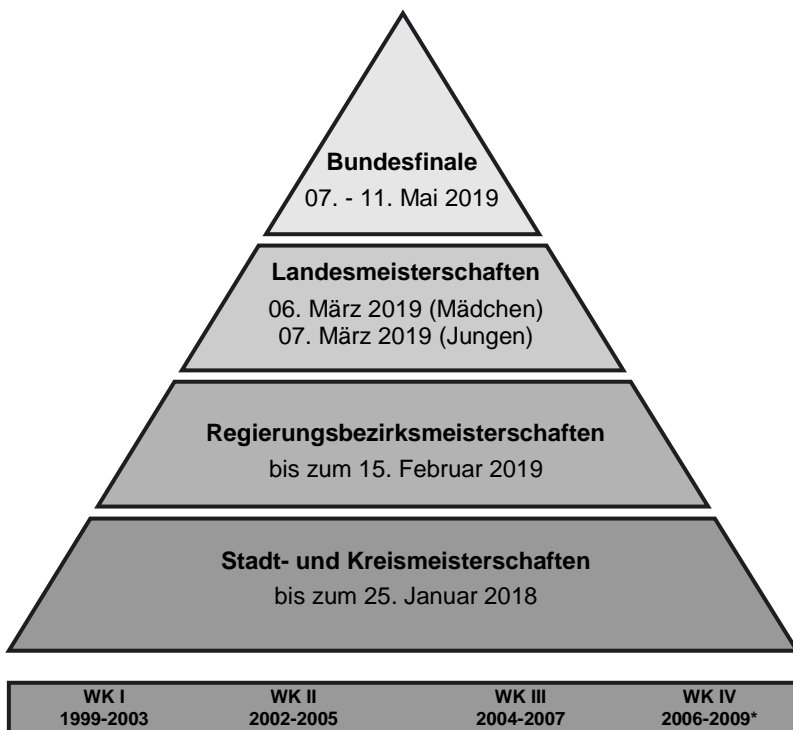 Bundesfinale
07. - 11. Mai 2019
Landesmeisterschaften
06. März 2019 (Mädchen)
07. März 2019 (Jungen)
Regierungsbezirksmeisterschaften
bis zum 15. Februar 2019
Stadt- und Kreismeisterschaften
bis zum 25. Januar 2018
WK I WK II WK III WK IV
1999-2003 2002-2005 2004-2007 2006-2009*